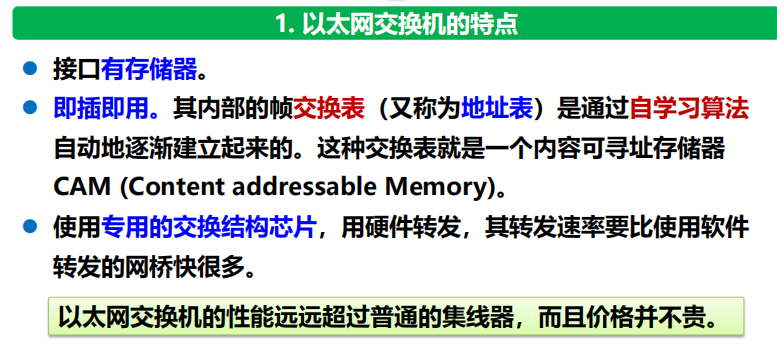 1. 以太网交换机的特点
接口有存储器。
即插即用。其内部的帧交换表（又称为地址表）是通过自学习算法
自动地逐渐建立起来的。这种交换表就是一个内容可寻址存储器
CAM (Content addressable Memory)。
使用专用的交换结构芯片，用硬件转发，其转发速率要比使用软件
转发的网桥快很多。
以太网交换机的性能远远超过普通的集线器，而且价格并不贵。